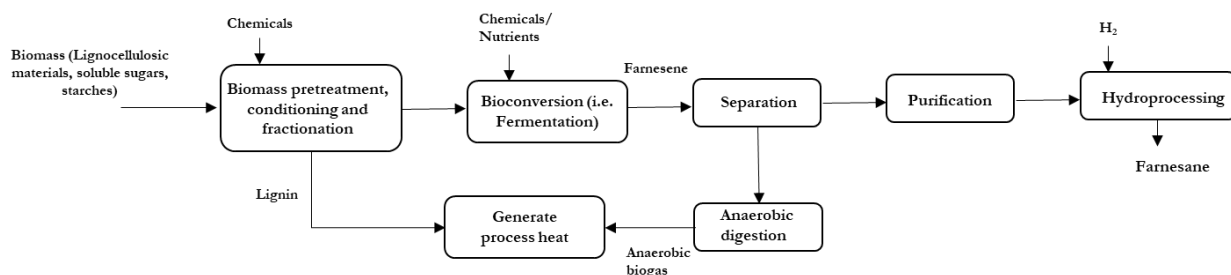 Chemicals
Biomass (Lignocellulosic
materials, soluble sugars,
starches)
Biomass pretreatment,
conditioning and
fractionation
Chemicals/
Nutrients
Bioconversion (i.e.
Fermentation)
Farnesene
Separation
Purification
H₂
Hydroprocessing
Farnesane
Lignin
Generate
process heat
Anaerobic
biogas
Anaerobic
digestion